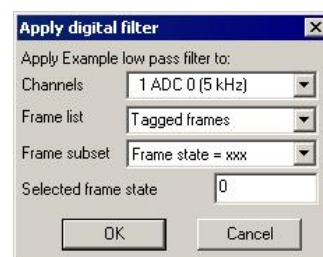 Apply digital filter
Apply Example low pass filter to:
Channels 1 ADC 0 (5 kHz)
Frame list Tagged frames
Frame subset Frame state = xxx
Selected frame state 0
OK Cancel